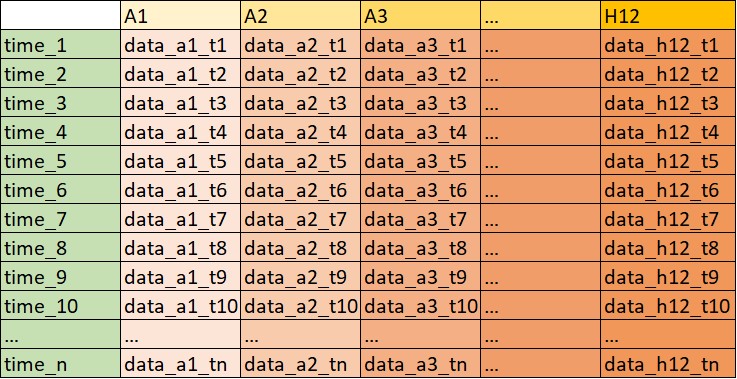 A1 A2 A3 ... H12
time_1 data_a1_t1 data_a2_t1 data_a3_t1 ... data_h12_t1
time_2 data_a1_t2 data_a2_t2 data_a3_t2 ... data_h12_t2
time_3 data_a1_t3 data_a2_t3 data_a3_t3 ... data_h12_t3
time_4 data_a1_t4 data_a2_t4 data_a3_t4 ... data_h12_t4
time_5 data_a1_t5 data_a2_t5 data_a3_t5 ... data_h12_t5
time_6 data_a1_t6 data_a2_t6 data_a3_t6 ... data_h12_t6
time_7 data_a1_t7 data_a2_t7 data_a3_t7 ... data_h12_t7
time_8 data_a1_t8 data_a2_t8 data_a3_t8 ... data_h12_t8
time_9 data_a1_t9 data_a2_t9 data_a3_t9 ... data_h12_t9
time_10 data_a1_t10 data_a2_t10 data_a3_t10 ... data_h12_t10
... ... ... ... ... ...
time_n data_a1_tn data_a2_tn data_a3_tn ... data_h12_tn